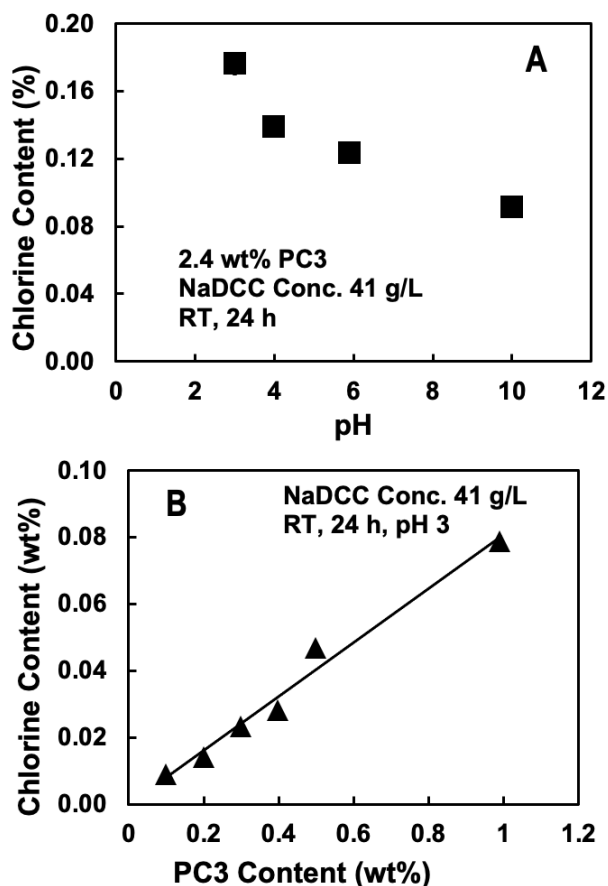 0.20
0.16
0.12
0.08
0.04
0.00
Chlorine Content (%)
A
2.4 wt% PC3
NaDCC Conc. 41 g/L
RT, 24 h
0 2 4 6 8 10 12
pH
0.10
0.08
0.06
0.04
0.02
0.00
Chlorine Content (wt%)
B
NaDCC Conc. 41 g/L
RT, 24 h, pH 3
0 0.2 0.4 0.6 0.8 1 1.2
PC3 Content (wt%)